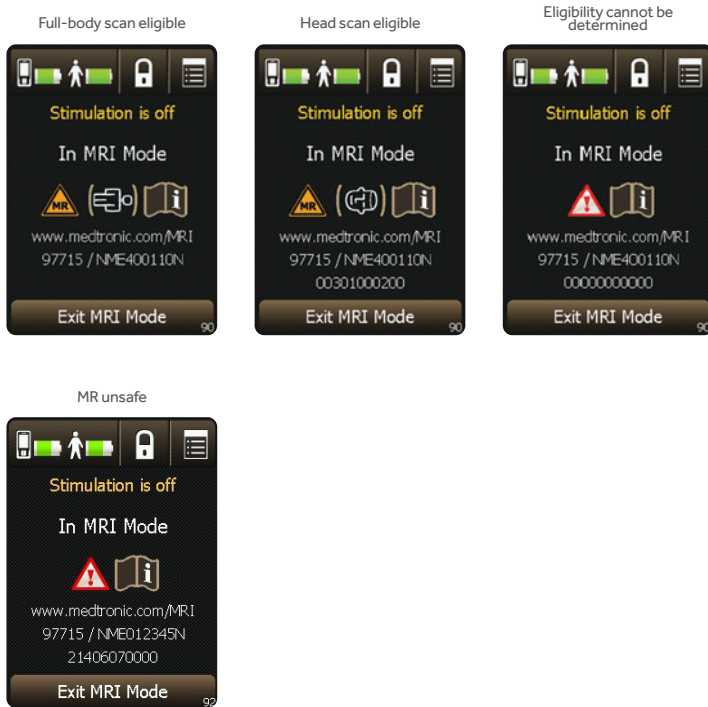 Full-body scan eligible
Stimulation is off
In MRI Mode
MR
i
www.medtronic.com/MRI
97715 / NME400110N
Exit MRI Mode
90
Head scan eligible
Stimulation is off
In MRI Mode
MR
i
www.medtronic.com/MRI
97715 / NME400110N
00301000200
Exit MRI Mode
90
Eligibility cannot be
determined
Stimulation is off
In MRI Mode
!
i
www.medtronic.com/MRI
97715 / NME400110N
00000000000
Exit MRI Mode
90
MR unsafe
Stimulation is off
In MRI Mode
!
i
www.medtronic.com/MRI
97715 / NME012345N
21406070000
Exit MRI Mode
92